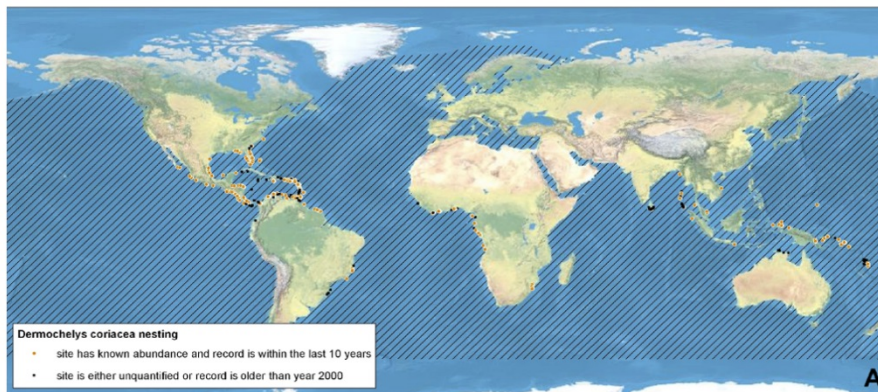 Dermochelys coriacea nesting
site has known abundance and record is within the last 10 years
site is either unquantified or record is older than year 2000
A